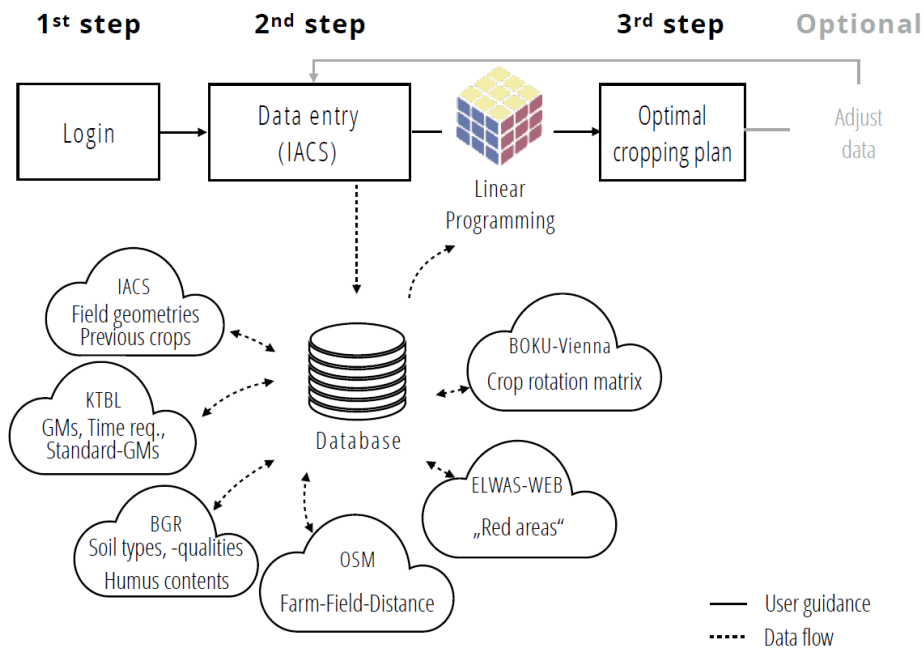 1st step
2nd step
3rd step
Optional
Login
Data entry
(IACS)
Optimal
cropping plan
Adjust
data
Linear
Programming
IACS
Field geometries
Previous crops
BOKU-Vienna
Crop rotation matrix
KTBL
GMs, Time req.,
Standard-GMs
Database
ELWAS-WEB
„Red areas“
BGR
Soil types, -qualities
Humus contents
OSM
Farm-Field-Distance
User guidance
Data flow